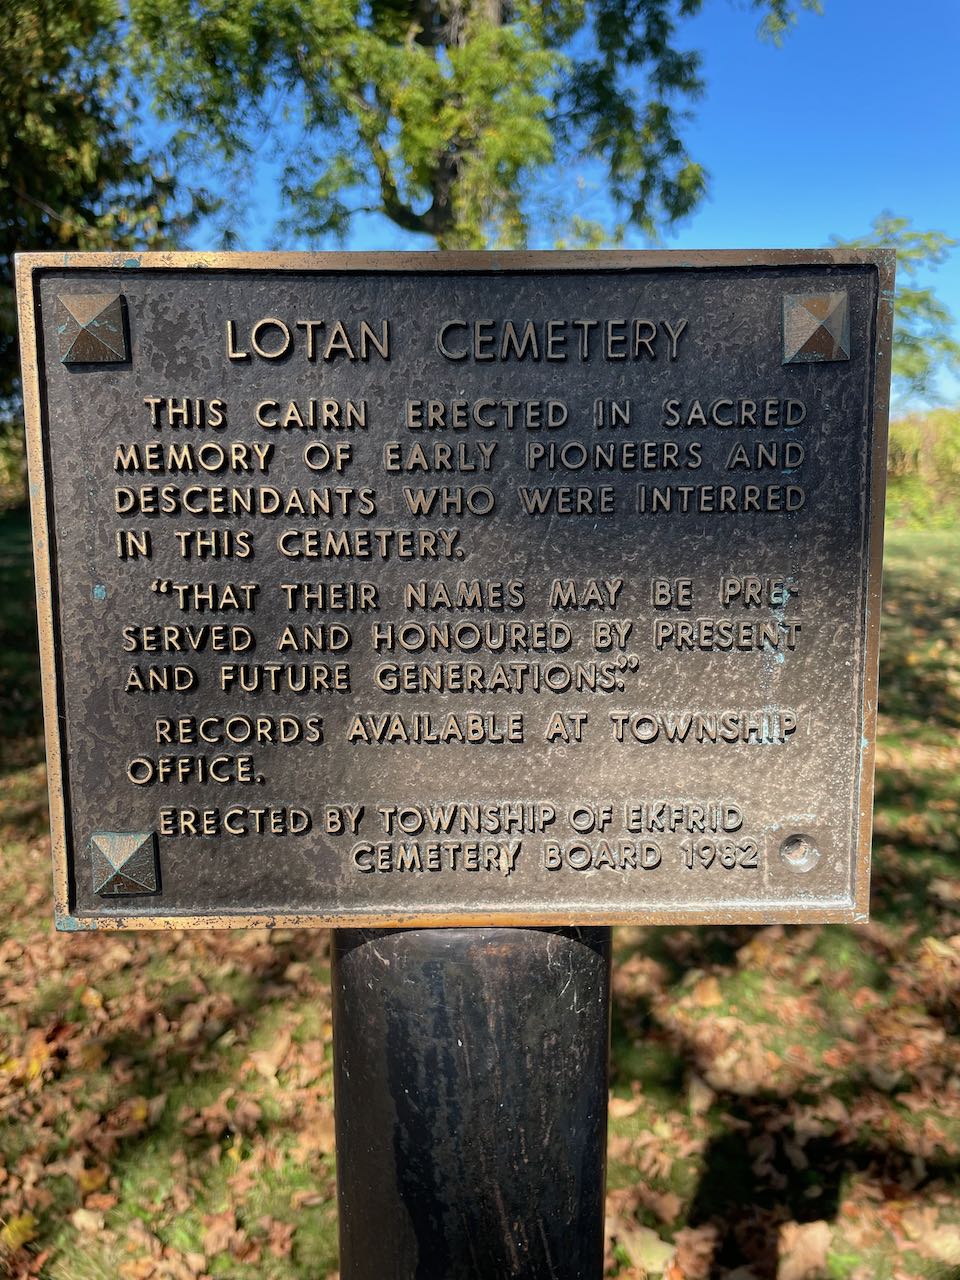 LOTAN CEMETERY
THIS CAIRN ERECTED IN SACRED
MEMORY OF EARLY PIONEERS AND
DESCENDANTS WHO WERE INTERRED
IN THIS CEMETERY.
“THAT THEIR NAMES MAY BE PRE-
SERVED AND HONOURED BY PRESENT
AND FUTURE GENERATIONS.”
RECORDS AVAILABLE AT TOWNSHIP
OFFICE.
ERECTED BY TOWNSHIP OF EKFRID
CEMETERY BOARD 1982